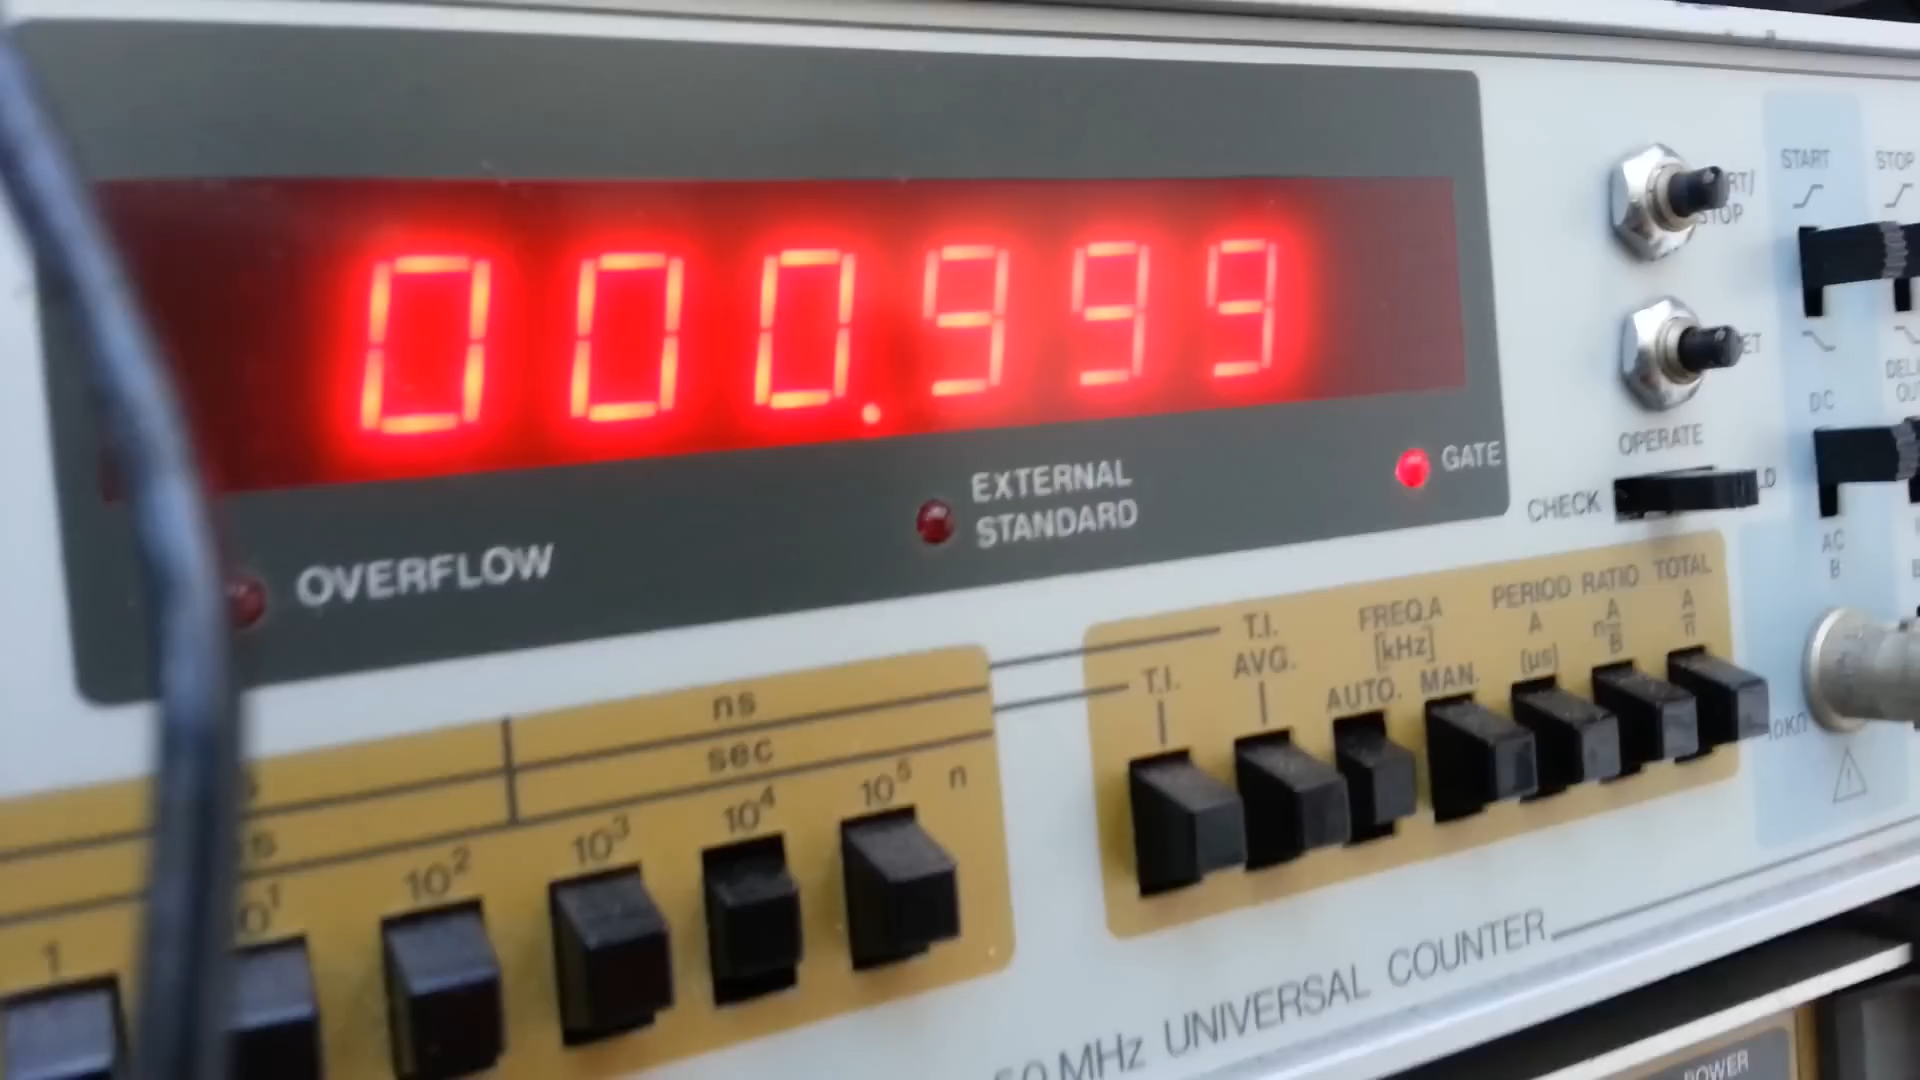 000.999
EXTERNAL
STANDARD
GATE
OVERFLOW
START
STOP
STOP
DC
OPERATE
CHECK
AC
B
T.I.
T.I.
AVG.
FREQ.A
[kHz]
AUTO. MAN.
PERIOD
A
[µs]
RATIO
n A/B
TOTAL
A/n
ns
sec
1
10²
10³
10⁴
10⁵
n
MHz UNIVERSAL COUNTER
POWER